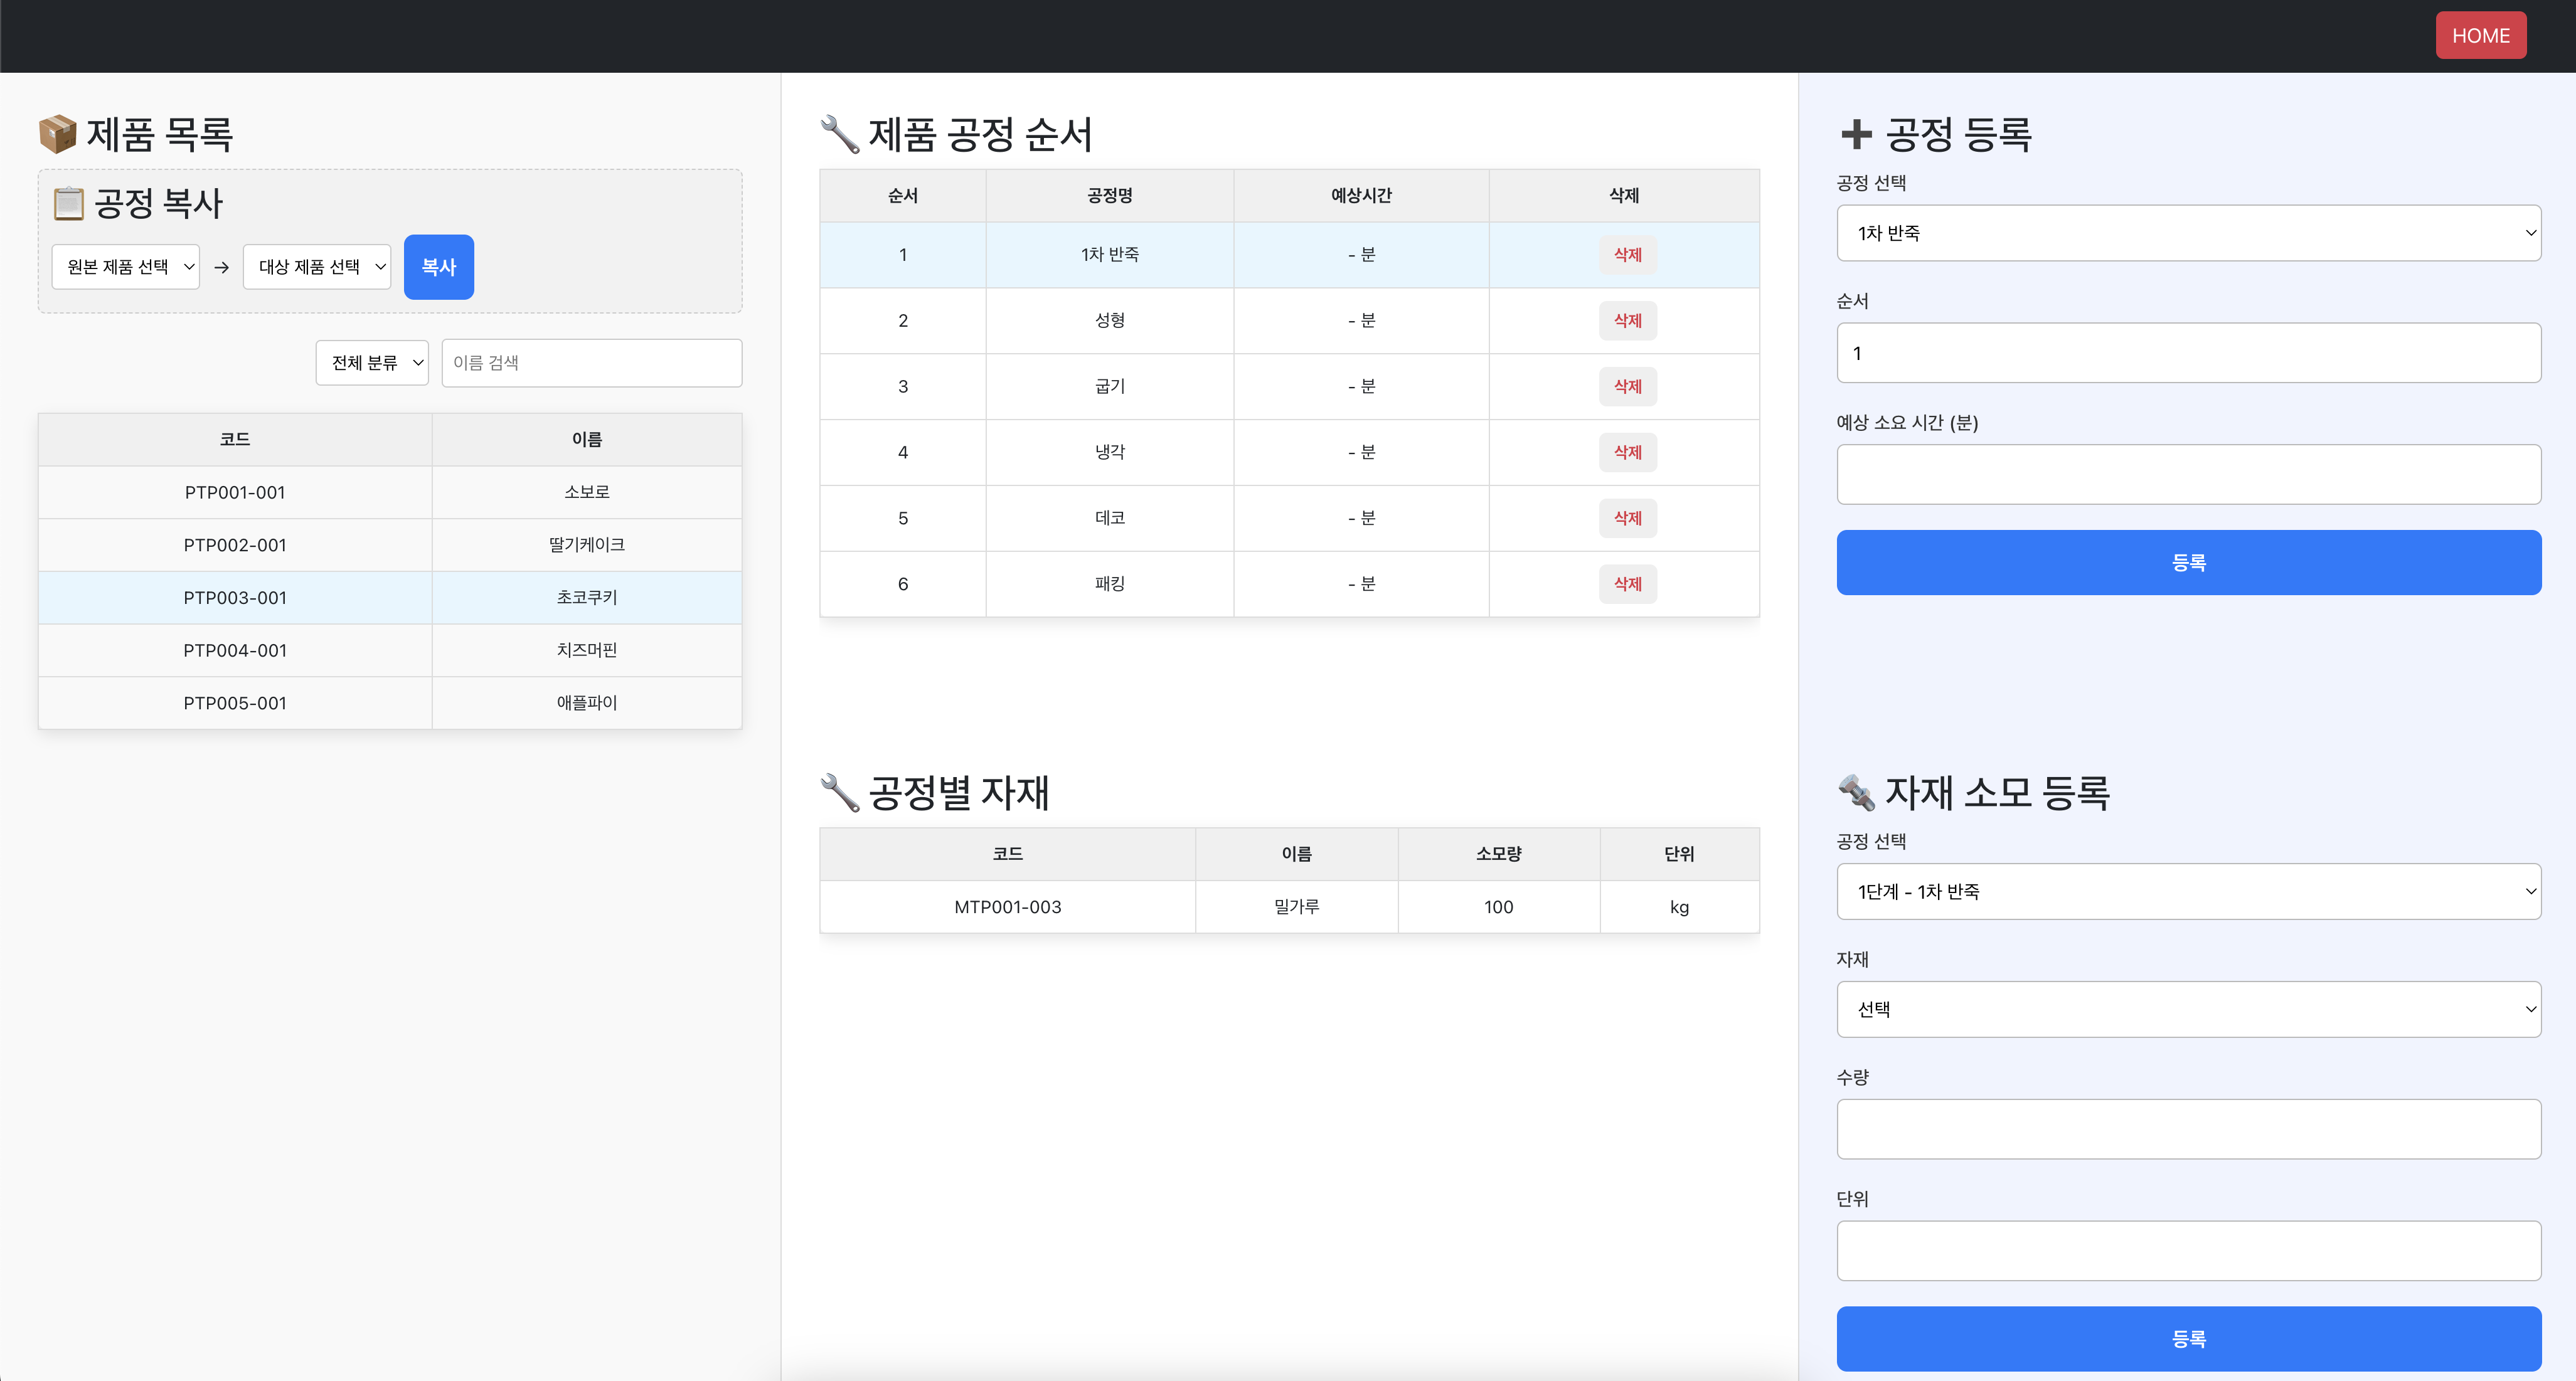 HOME
제품 목록
공정 복사
원본 제품 선택 → 대상 제품 선택 복사
전체 분류 이름 검색
코드 이름
PTP001-001 소보로
PTP002-001 딸기케이크
PTP003-001 초코쿠키
PTP004-001 치즈머핀
PTP005-001 애플파이
제품 공정 순서
순서 공정명 예상시간 삭제
1 1차 반죽 - 분 삭제
2 성형 - 분 삭제
3 굽기 - 분 삭제
4 냉각 - 분 삭제
5 데코 - 분 삭제
6 패킹 - 분 삭제
공정별 자재
코드 이름 소모량 단위
MTP001-003 밀가루 100 kg
공정 등록
공정 선택
1차 반죽
순서
1
예상 소요 시간 (분)
등록
자재 소모 등록
공정 선택
1단계 - 1차 반죽
자재
선택
수량
단위
등록